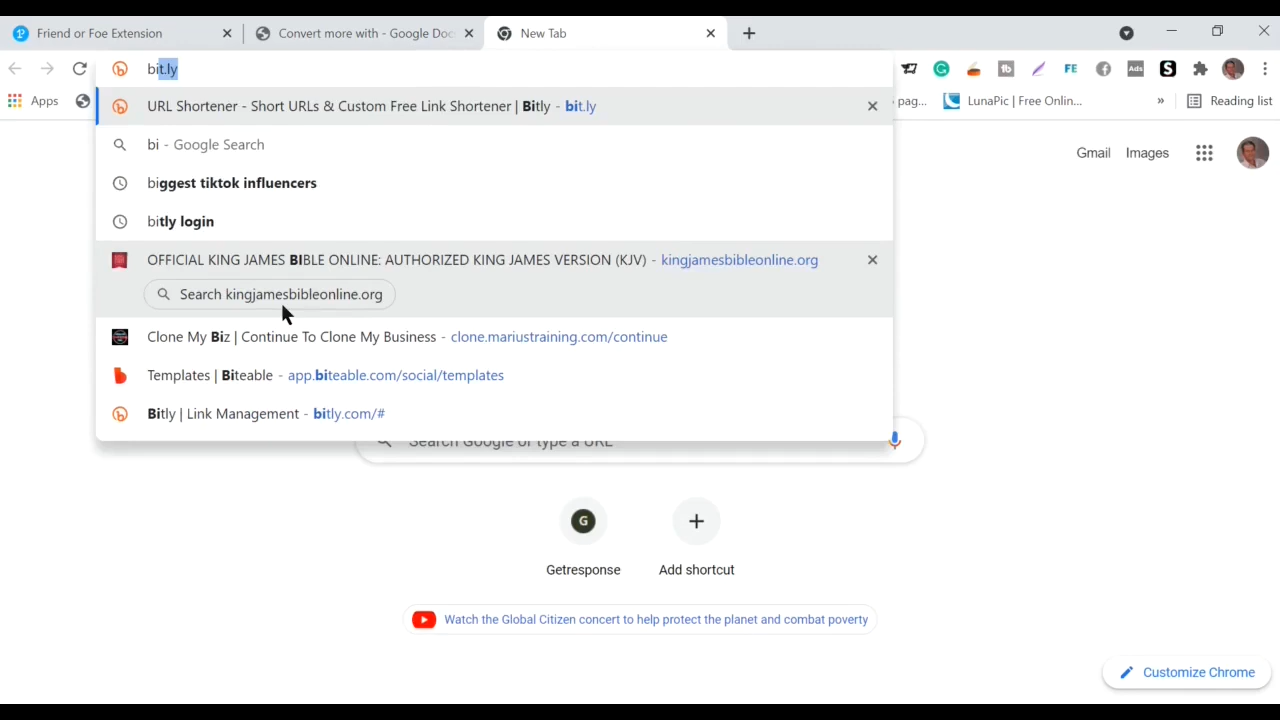 Friend or Foe Extension
Convert more with - Google Doc
New Tab
bit.ly
Apps
pag...
LunaPic | Free Onlin...
»
Reading list
URL Shortener - Short URLs & Custom Free Link Shortener | Bitly - bit.ly
bi - Google Search
Gmail
Images
biggest tiktok influencers
bitly login
OFFICIAL KING JAMES BIBLE ONLINE: AUTHORIZED KING JAMES VERSION (KJV) - kingjamesbibleonline.org
Search kingjamesbibleonline.org
Clone My Biz | Continue To Clone My Business - clone.mariustraining.com/continue
Templates | Biteable - app.biteable.com/social/templates
Bitly | Link Management - bitly.com/#
Search Google or type a URL
G
Getresponse
Add shortcut
Watch the Global Citizen concert to help protect the planet and combat poverty
Customize Chrome